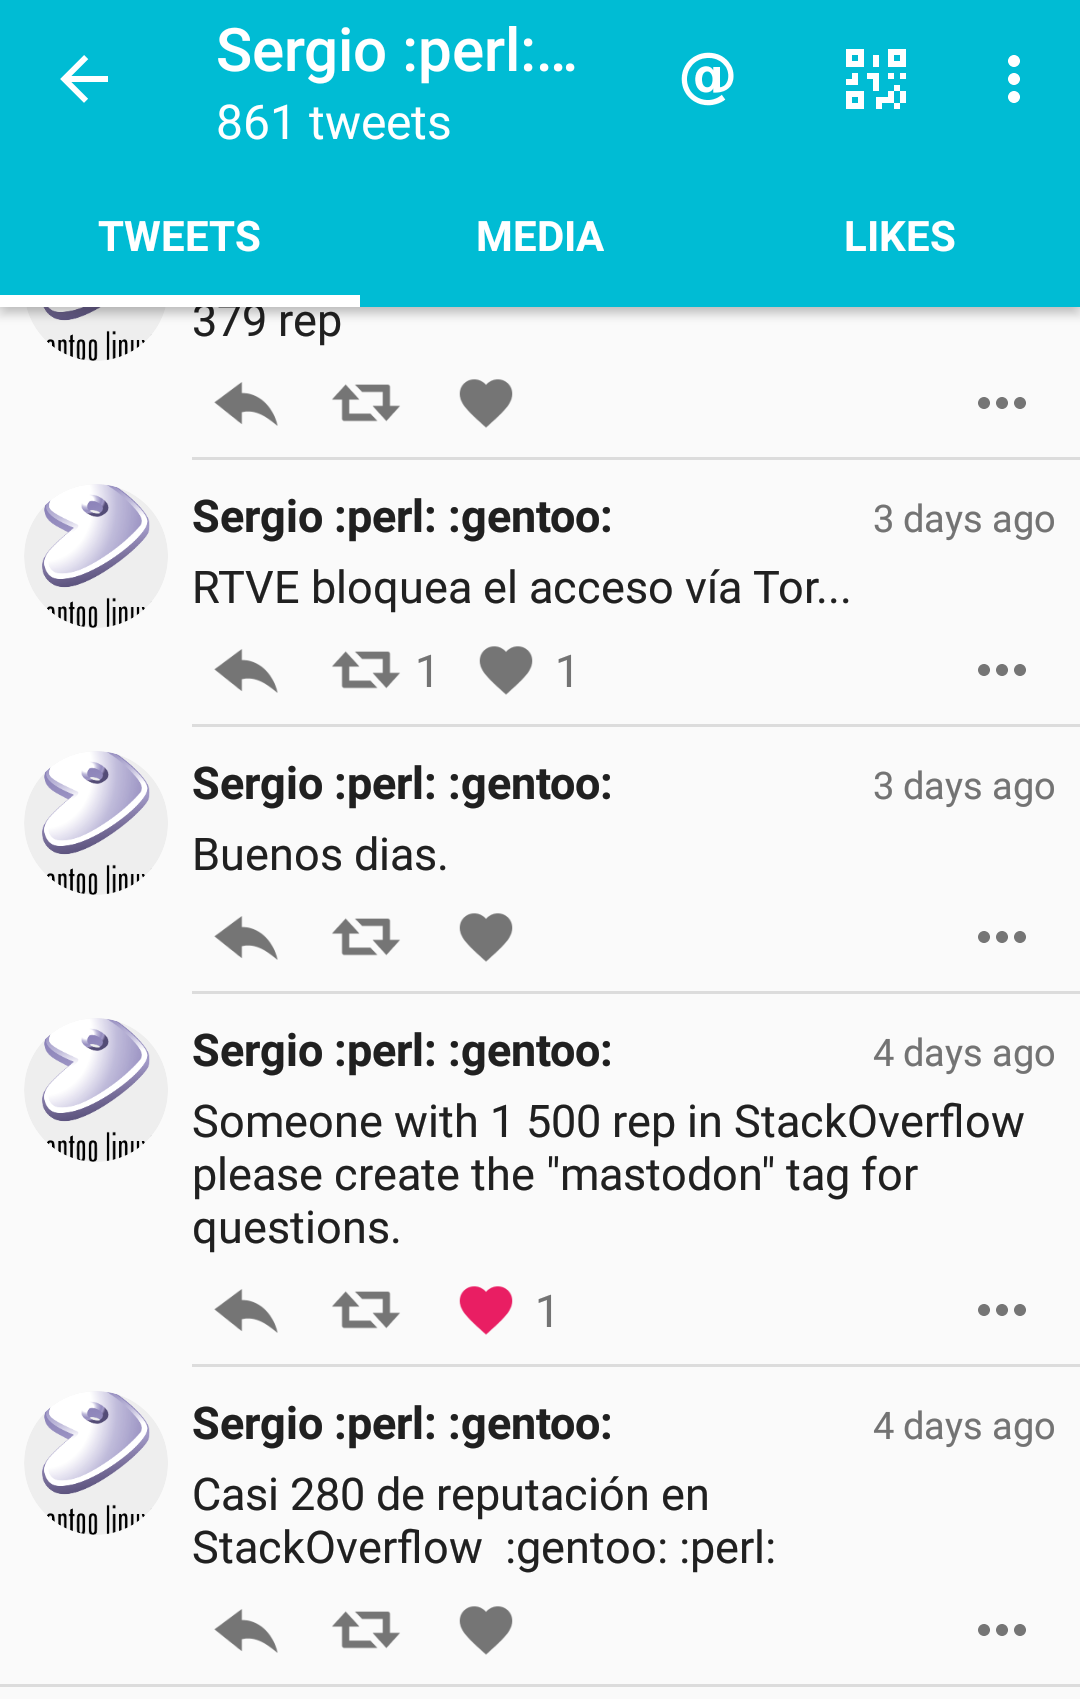 Sergio :perl:...
861 tweets
TWEETS MEDIA LIKES
379 rep
Sergio :perl: :gentoo: 3 days ago
RTVE bloquea el acceso vía Tor...
1 1
Sergio :perl: :gentoo: 3 days ago
Buenos dias.
Sergio :perl: :gentoo: 4 days ago
Someone with 1 500 rep in StackOverflow
please create the "mastodon" tag for
questions.
1
Sergio :perl: :gentoo: 4 days ago
Casi 280 de reputación en
StackOverflow :gentoo: :perl: